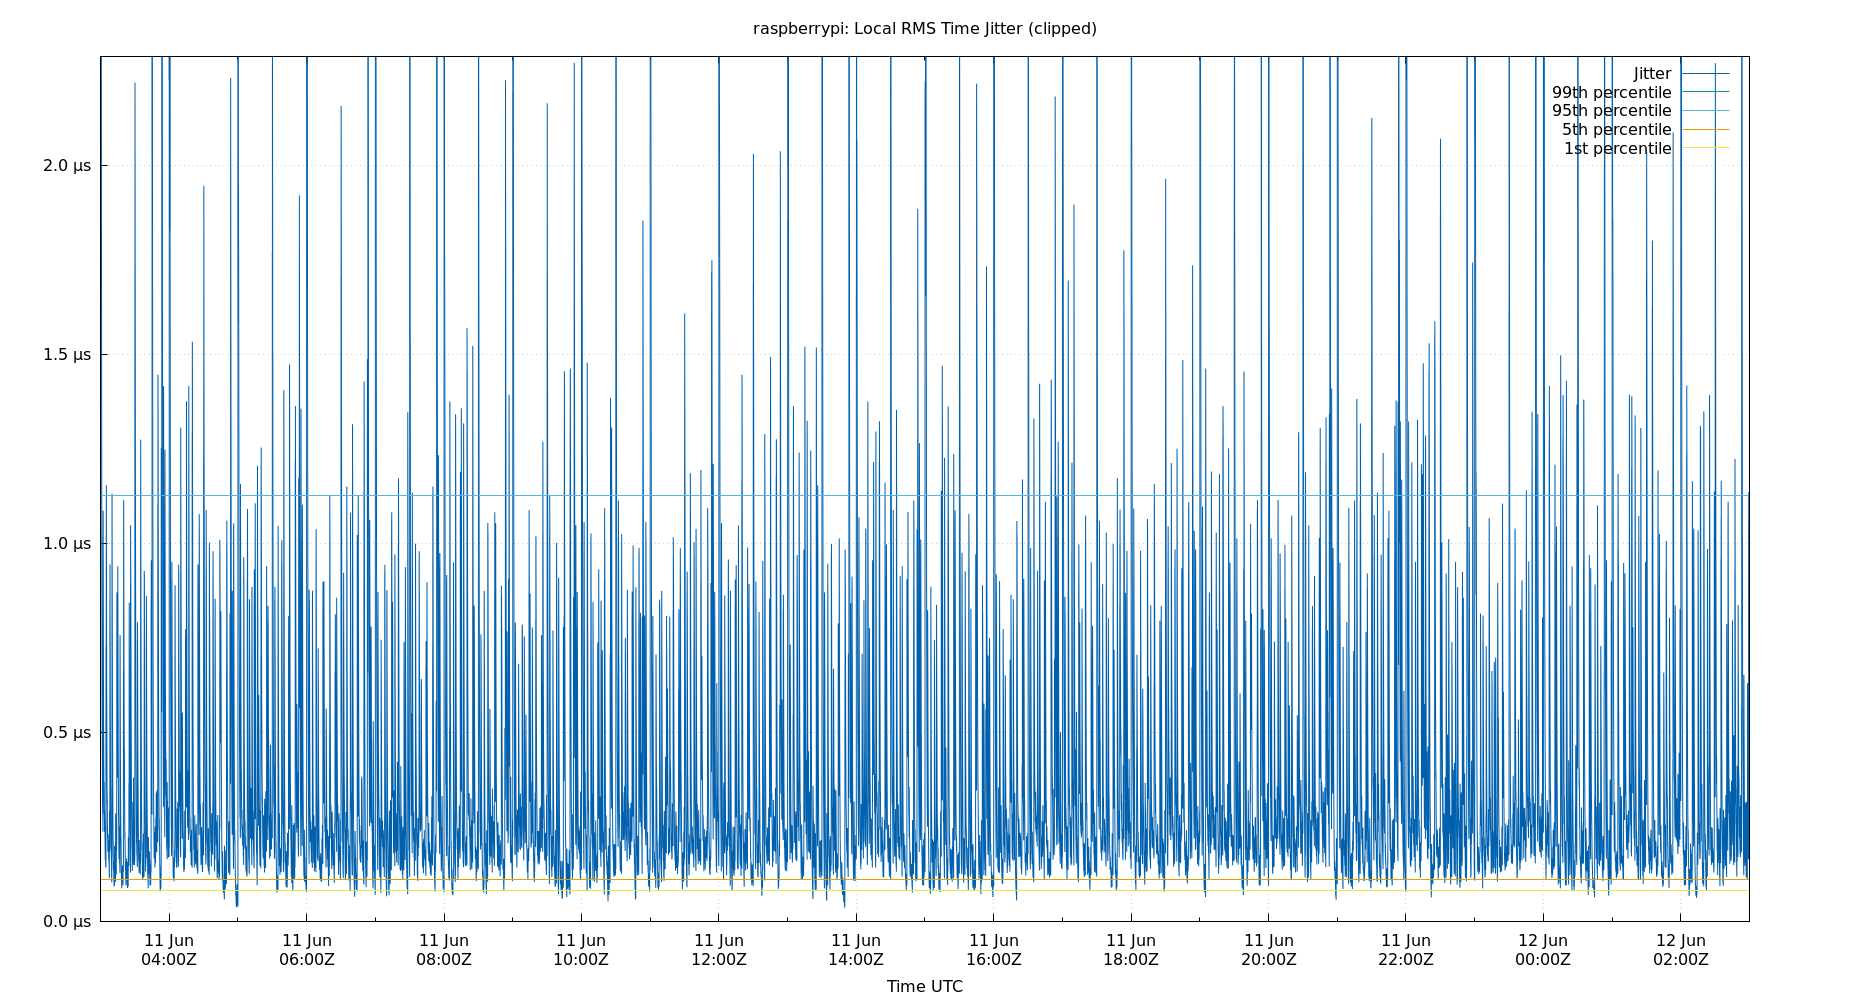 raspberrypi: Local RMS Time Jitter (clipped)
Jitter
99th percentile
95th percentile
5th percentile
1st percentile
2.0 µs
1.5 µs
1.0 µs
0.5 µs
0.0 µs
11 Jun 11 Jun 11 Jun 11 Jun 11 Jun 11 Jun 11 Jun 11 Jun 11 Jun 11 Jun 12 Jun 12 Jun
04:00Z 06:00Z 08:00Z 10:00Z 12:00Z 14:00Z 16:00Z 18:00Z 20:00Z 22:00Z 00:00Z 02:00Z
Time UTC